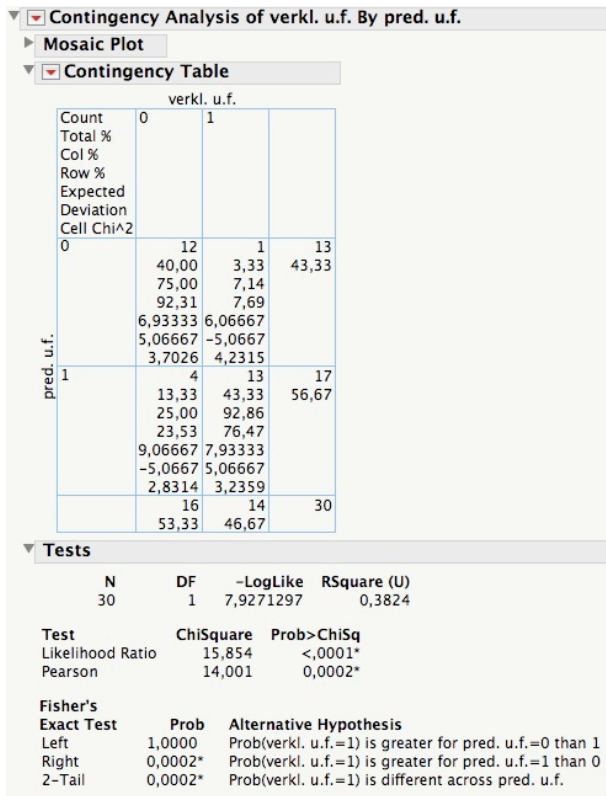 Contingency Analysis of verkl. u.f. By pred. u.f.
Mosaic Plot
Contingency Table
verkl. u.f.
Count 0 1
Total %
Col %
Row %
Expected
Deviation
Cell Chi^2
pred. u.f.
0 12 1 13
40,00 3,33 43,33
75,00 7,14
92,31 7,69
6,93333 6,06667
5,06667 -5,0667
3,7026 4,2315
1 4 13 17
13,33 43,33 56,67
25,00 92,86
23,53 76,47
9,06667 7,93333
-5,0667 5,06667
2,8314 3,2359
16 14 30
53,33 46,67
Tests
N DF -LogLike RSquare (U)
30 1 7,9271297 0,3824
Test ChiSquare Prob>ChiSq
Likelihood Ratio 15,854 <,0001*
Pearson 14,001 0,0002*
Fisher's
Exact Test Prob Alternative Hypothesis
Left 1,0000 Prob(verkl. u.f.=1) is greater for pred. u.f.=0 than 1
Right 0,0002* Prob(verkl. u.f.=1) is greater for pred. u.f.=1 than 0
2-Tail 0,0002* Prob(verkl. u.f.=1) is different across pred. u.f.